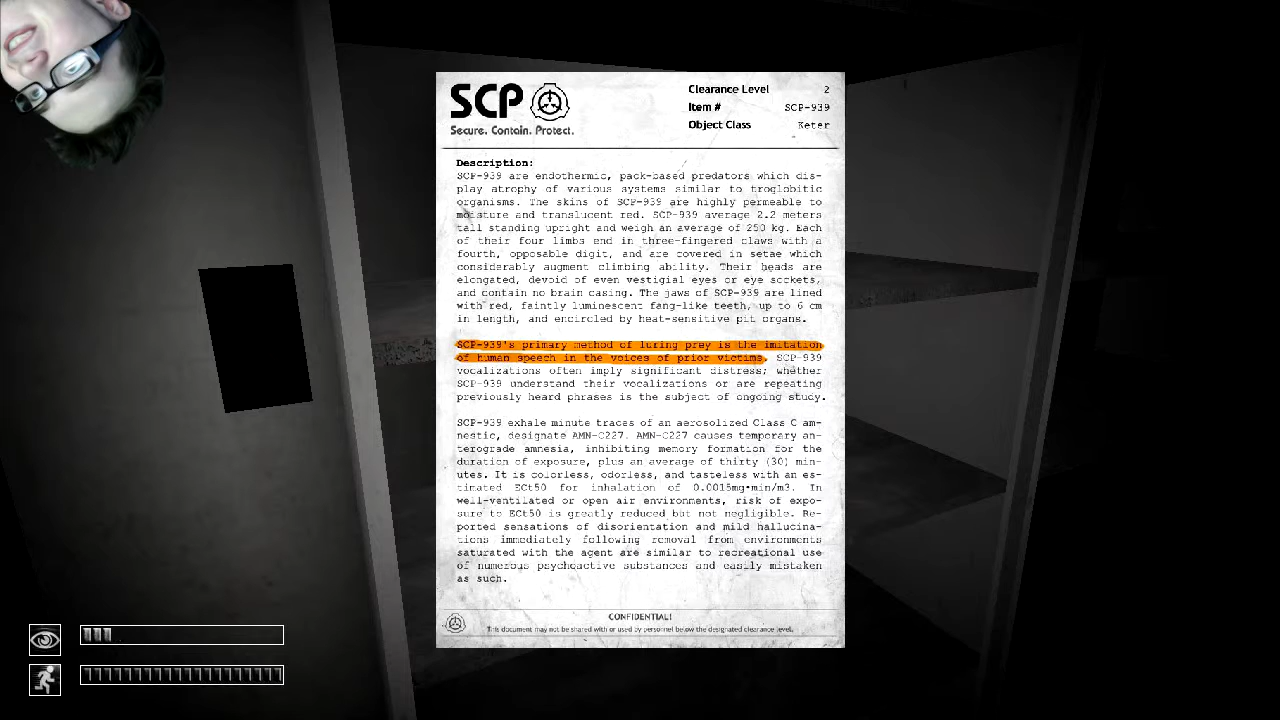 SCP
Secure. Contain. Protect.
Clearance Level 2
Item # SCP-939
Object Class Keter
Description:
SCP-939 are endothermic, pack-based predators which dis-
play atrophy of various systems similar to troglobitic
organisms. The skins of SCP-939 are highly permeable to
moisture and translucent red. SCP-939 average 2.2 meters
tall standing upright and weigh an average of 250 kg. Each
of their four limbs end in three-fingered claws with a
fourth, opposable digit, and are covered in setae which
considerably augment climbing ability. Their heads are
elongated, devoid of even vestigial eyes or eye sockets,
and contain no brain casing. The jaws of SCP-939 are lined
with red, faintly luminescent fang-like teeth, up to 6 cm
in length, and encircled by heat-sensitive pit organs.
SCP-939's primary method of luring prey is the imitation
of human speech in the voices of prior victims. SCP-939
vocalizations often imply significant distress; whether
SCP-939 understand their vocalizations or are repeating
previously heard phrases is the subject of ongoing study.
SCP-939 exhale minute traces of an aerosolized Class C am-
nestic, designate AMN-C227. AMN-C227 causes temporary an-
terograde amnesia, inhibiting memory formation for the
duration of exposure, plus an average of thirty (30) min-
utes. It is colorless, odorless, and tasteless with an es-
timated ECt50 for inhalation of 0.0015mg•min/m3. In
well-ventilated or open air environments, risk of expo-
sure to ECt50 is greatly reduced but not negligible. Re-
ported sensations of disorientation and mild hallucina-
tions immediately following removal from environments
saturated with the agent are similar to recreational use
of numerous psychoactive substances and easily mistaken
as such.
CONFIDENTIAL!
This document may not be shared with or used by personnel below the designated clearance level.